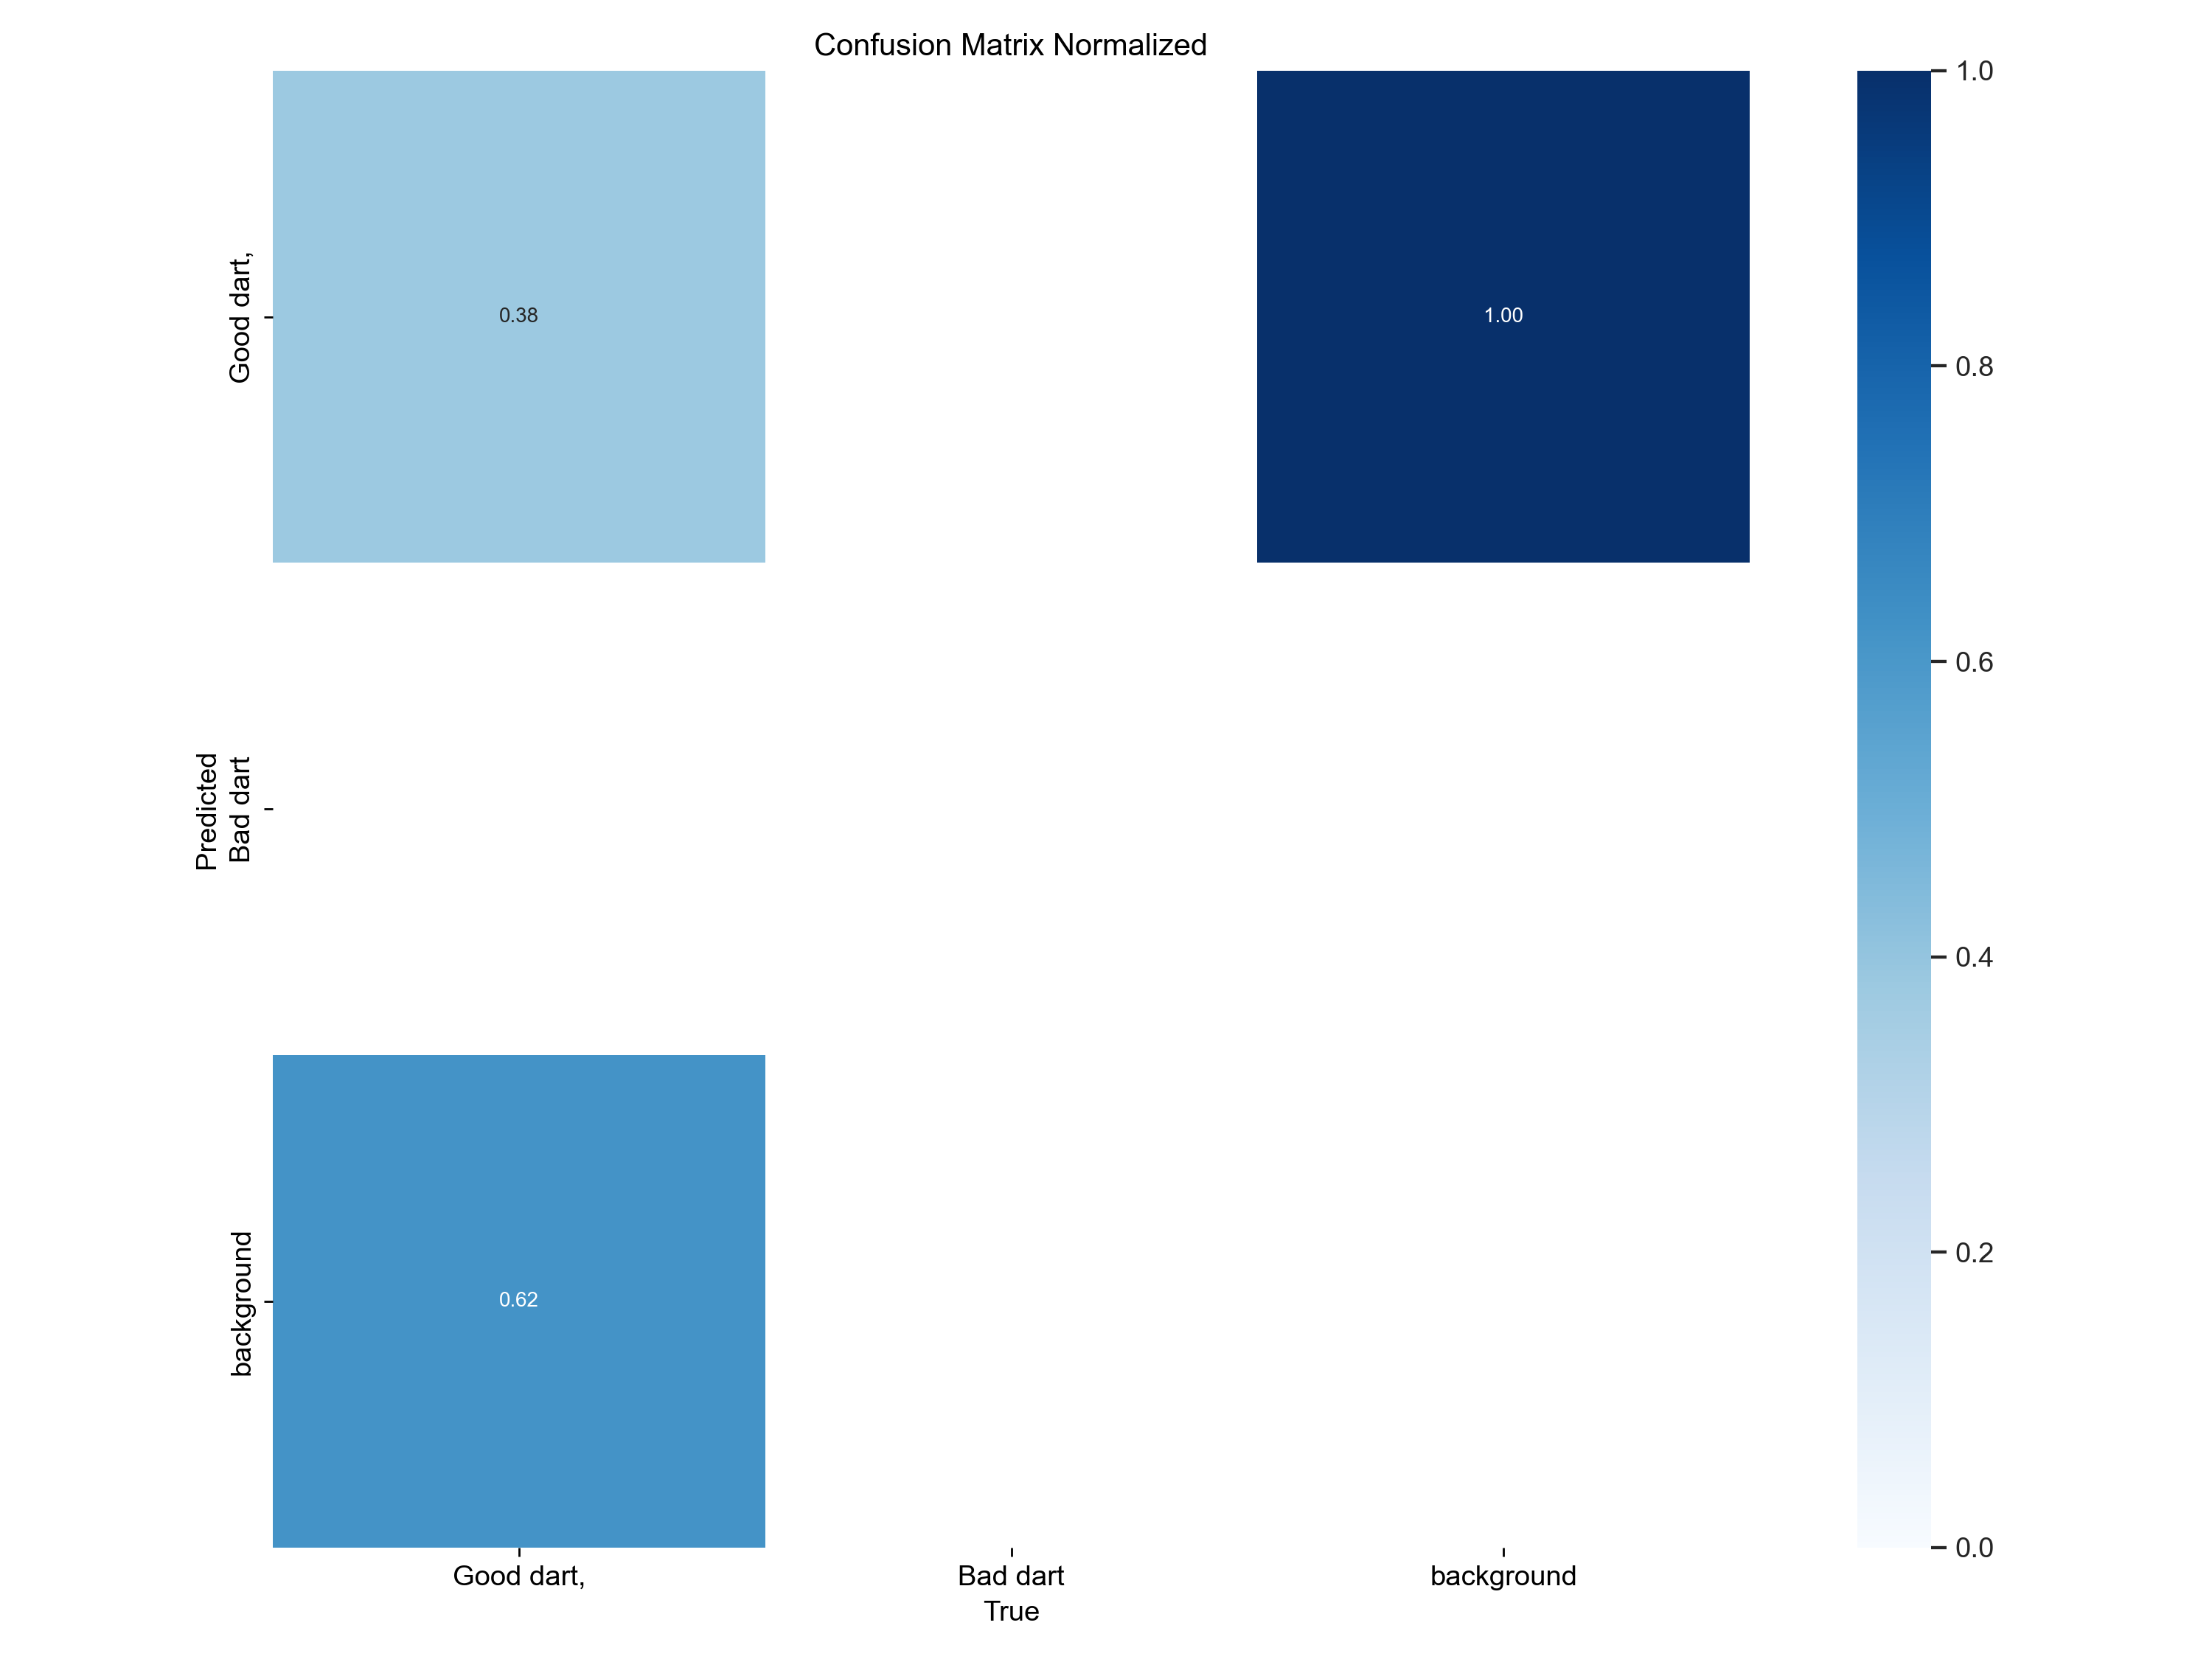 Confusion Matrix Normalized
Good dart,
Predicted
Bad dart
background
0.38
1.00
0.62
Good dart,
Bad dart
background
True
1.0
0.8
0.6
0.4
0.2
0.0